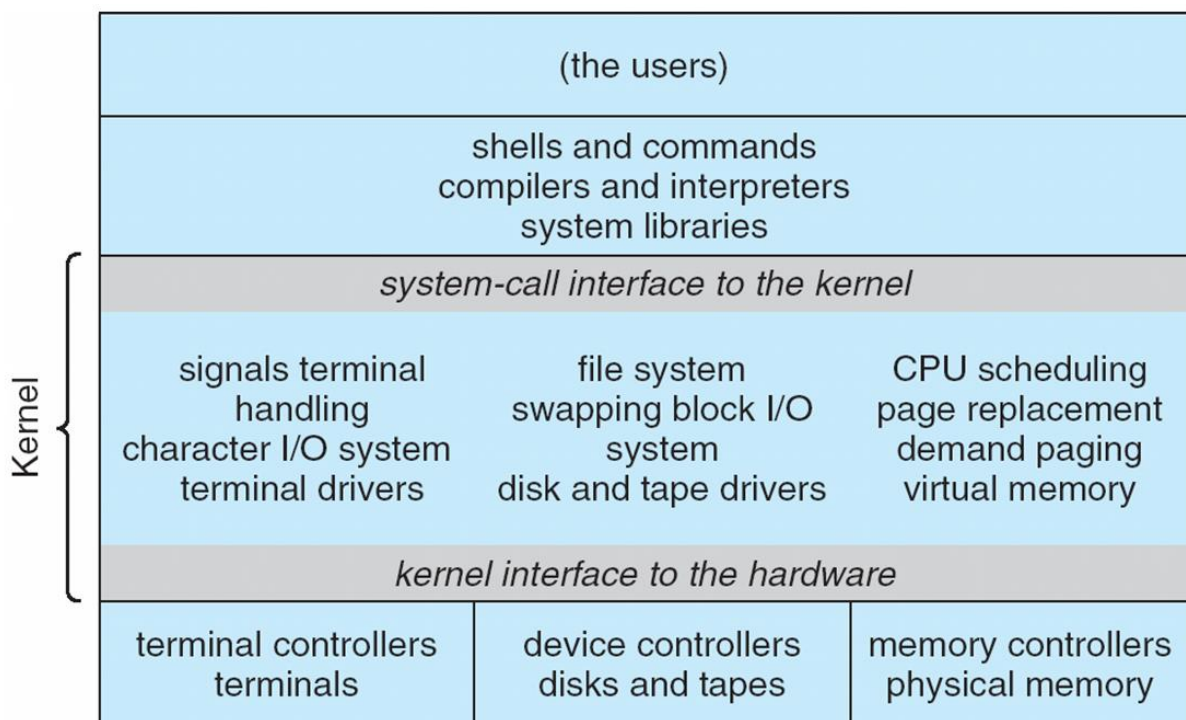 (the users)
shells and commands
compilers and interpreters
system libraries
system-call interface to the kernel
Kernel
signals terminal
handling
character I/O system
terminal drivers
file system
swapping block I/O
system
disk and tape drivers
CPU scheduling
page replacement
demand paging
virtual memory
kernel interface to the hardware
terminal controllers
terminals
device controllers
disks and tapes
memory controllers
physical memory